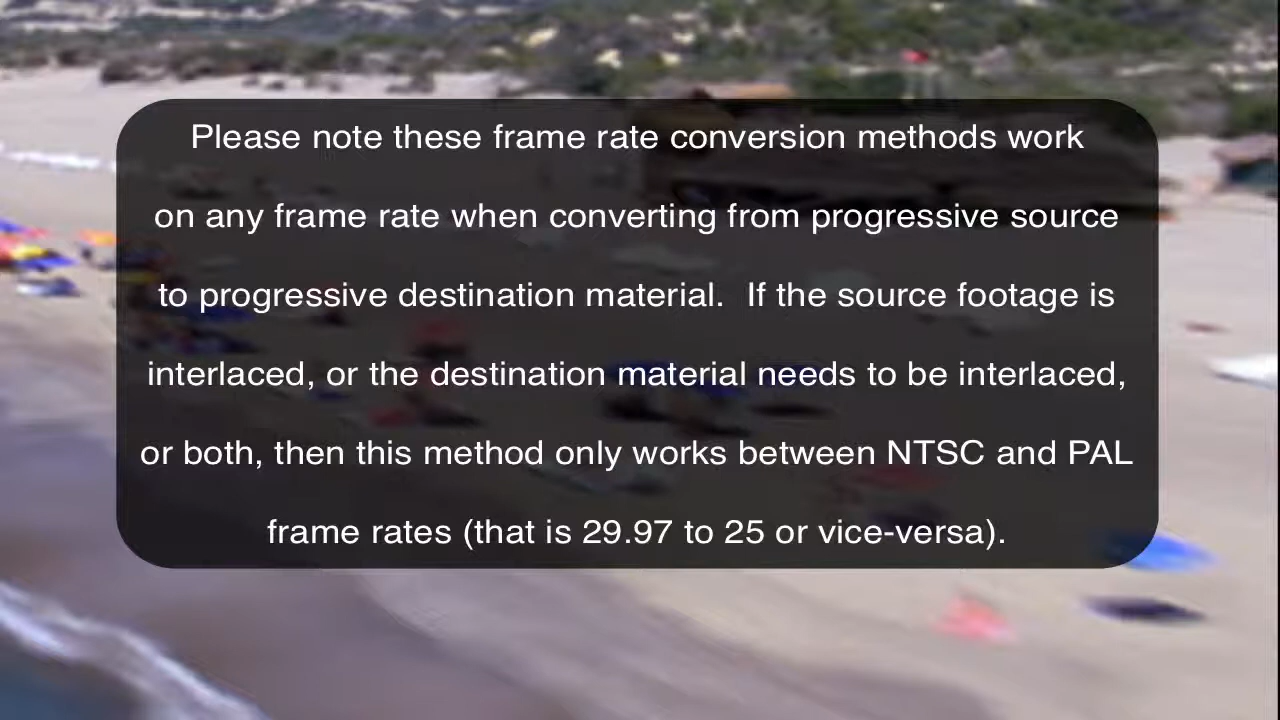 Please note these frame rate conversion methods work
on any frame rate when converting from progressive source
to progressive destination material.  If the source footage is
interlaced, or the destination material needs to be interlaced,
or both, then this method only works between NTSC and PAL
frame rates (that is 29.97 to 25 or vice-versa).